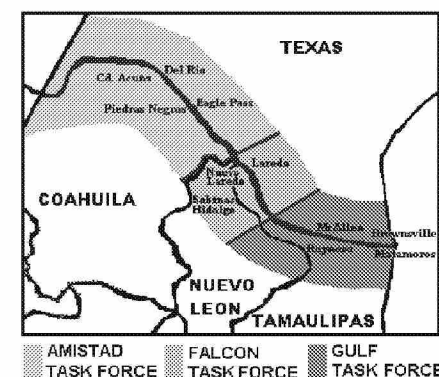 TEXAS
Del Rio
Cd. Acuna
Eagle Pass
Piedras Negras
Laredo
Nuevo
Laredo
COAHUILA
Sabinas
Hidalgo
McAllen
Brownsville
Reynosa
Matamoros
NUEVO
LEON
TAMAULIPAS
AMISTAD
TASK FORCE
FALCON
TASK FORCE
GULF
TASK FORCE